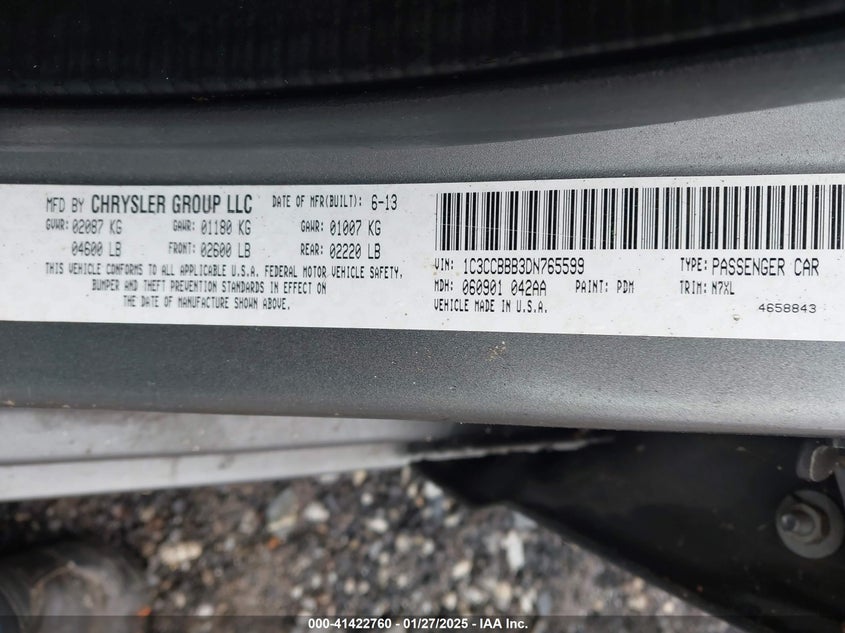 MFD BY CHRYSLER GROUP LLC DATE OF MFR(BUILT): 6-13
GVWR: 02087 KG GAWR: 01180 KG GAWR: 01007 KG
04600 LB FRONT: 02600 LB REAR: 02220 LB
THIS VEHICLE CONFORMS TO ALL APPLICABLE U.S.A. FEDERAL MOTOR VEHICLE SAFETY,
BUMPER AND THEFT PREVENTION STANDARDS IN EFFECT ON
THE DATE OF MANUFACTURE SHOWN ABOVE.
VIN: 1C3CCBBB3DN765599 TYPE: PASSENGER CAR
MDH: 060901 042AA PAINT: PDM TRIM: N7XL
VEHICLE MADE IN U.S.A. 4658843
000-41422760 - 01/27/2025 - IAA Inc.